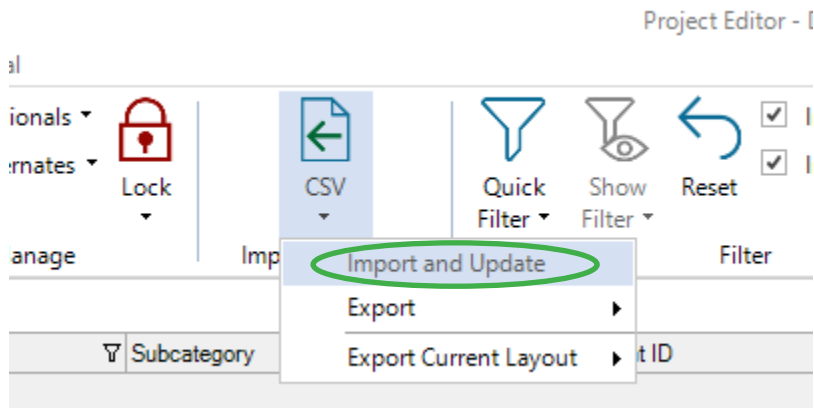 Project Editor -
al
ionals
ernates
Lock
CSV
Quick
Filter
Show
Filter
Reset
anage
Imp
Filter
Import and Update
Export
Export Current Layout
Subcategory
t ID